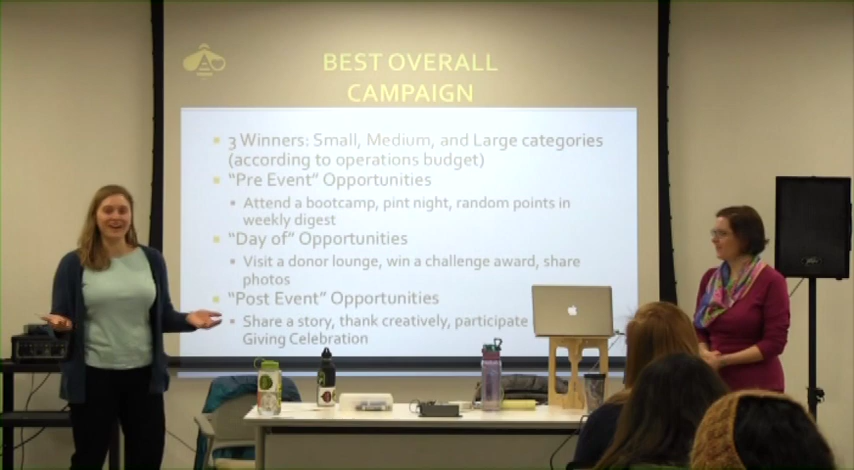 BEST OVERALL
CAMPAIGN
3 Winners: Small, Medium, and Large categories
(according to operations budget)
"Pre Event" Opportunities
Attend a bootcamp, pint night, random points in
weekly digest
"Day of" Opportunities
Visit a donor lounge, win a challenge award, share
photos
"Post Event" Opportunities
Share a story, thank creatively, participate
Giving Celebration